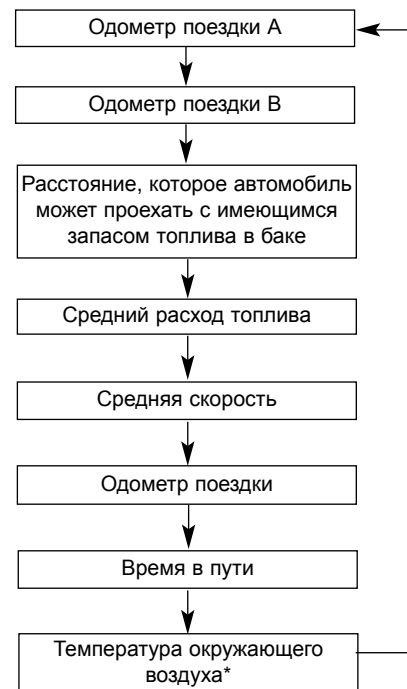 Одометр поездки А
Одометр поездки В
Расстояние, которое автомобиль
может проехать с имеющимся
запасом топлива в баке
Средний расход топлива
Средняя скорость
Одометр поездки
Время в пути
Температура окружающего
воздуха*